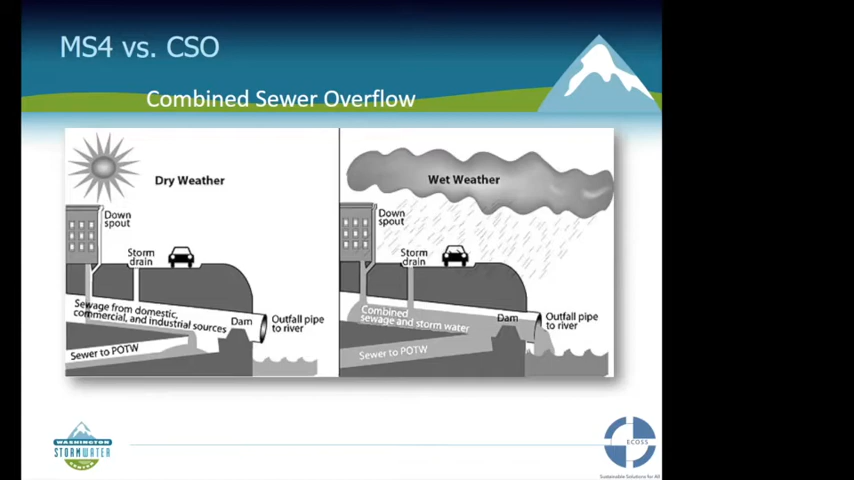 MS4 vs. CSO
Combined Sewer Overflow
Dry Weather
Down
spout
Storm
drain
Sewage from domestic,
commercial, and industrial sources
Dam
Outfall pipe
to river
Sewer to POTW
Wet Weather
Down
spout
Storm
drain
Combined
sewage and storm water
Dam
Outfall pipe
to river
Sewer to POTW
WASHINGTON
STORMWATER
CENTER
ECOSS
Sustainable Solutions for All